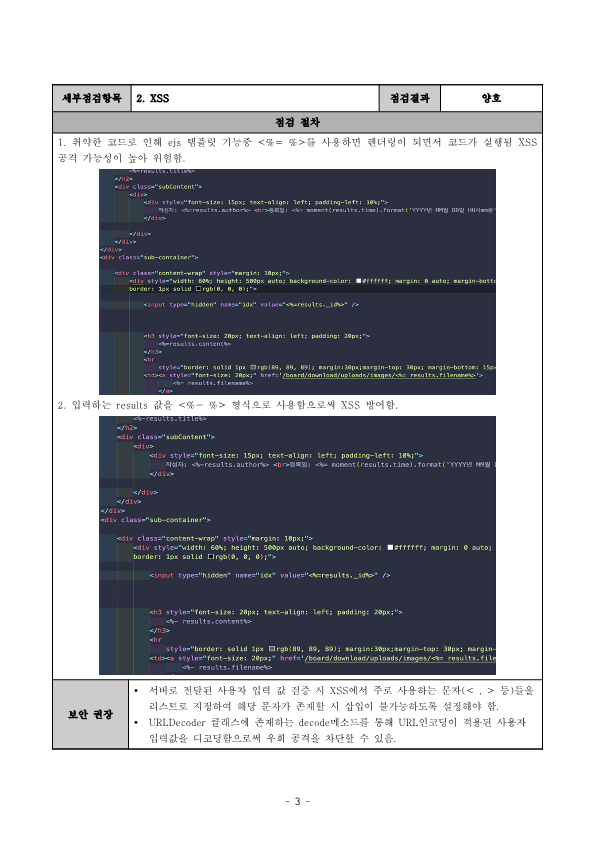 세부점검항목 2. XSS 점검결과 양호
점검 절차
1. 취약한 코드로 인해 ejs 템플릿 기능중 <%= %>를 사용하면 랜더링이 되면서 코드가 실행됨 XSS
공격 가능성이 높아 위험함.
<%=results.title%>
</h2>
<div class="subContent">
<div>
<div style="font-size: 15px; text-align: left; padding-left: 10%;">
작성자: <%=results.author%> <br>등록일: <%= moment(results.time).format('YYYY년 MM월 DD일 HH시mm분'
</div>
</div>
</div>
</div>
<div class="sub-container">
<div class="content-wrap" style="margin: 10px;">
<div style="width: 60%; height: 500px auto; background-color: #ffffff; margin: 0 auto; margin-botto
border: 1px solid rgb(0, 0, 0);">
<input type="hidden" name="idx" value="<%=results._id%>" />
<h3 style="font-size: 20px; text-align: left; padding: 20px;">
<%=results.content%>
</h3>
<hr
style="border: solid 1px rgb(89, 89, 89); margin:30px;margin-top: 30px; margin-bottom: 15px
<td><a style="font-size: 20px;" href='/board/download/uploads/images/<%= results.filename%>'>
<%= results.filename%>
</a>
2. 입력하는 results 값을 <%- %> 형식으로 사용함으로써 XSS 방어함.
<%-results.title%>
</h2>
<div class="subContent">
<div>
<div style="font-size: 15px; text-align: left; padding-left: 10%;">
작성자: <%-results.author%> <br>등록일: <%= moment(results.time).format("YYYY년 MM월 
</div>
</div>
</div>
</div>
<div class="sub-container">
<div class="content-wrap" style="margin: 10px;">
<div style="width: 60%; height: 500px auto; background-color: #ffffff; margin: 0 auto;
border: 1px solid rgb(0, 0, 0);">
<input type="hidden" name="idx" value="<%=results._id%>" />
<h3 style="font-size: 20px; text-align: left; padding: 20px;">
<%- results.content%>
</h3>
<hr
style="border: solid 1px rgb(89, 89, 89); margin:30px;margin-top: 30px; margin-
<td><a style="font-size: 20px;" href='/board/download/uploads/images/<%= results.file
<%- results.filename%>
보안 권장
• 서버로 전달된 사용자 입력 값 검증 시 XSS에서 주로 사용하는 문자(< , > 등)들을
리스트로 지정하여 해당 문자가 존재할 시 삽입이 불가능하도록 설정해야 함.
• URLDecoder 클래스에 존재하는 decode메소드를 통해 URL인코딩이 적용된 사용자
입력값을 디코딩함으로써 우회 공격을 차단할 수 있음.
- 3 -